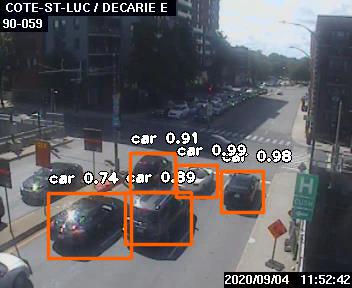 COTE-ST-LUC / DECARIE E
90-059
car 0.91
car 0.99
car 0.98
car 0.74
car 0.89
H
2020/09/04 11:52:42